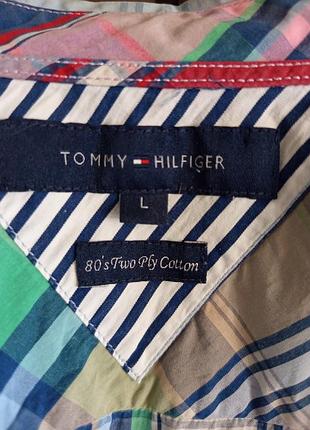 TOMMY HILFIGER
L
80's Two Ply Cotton